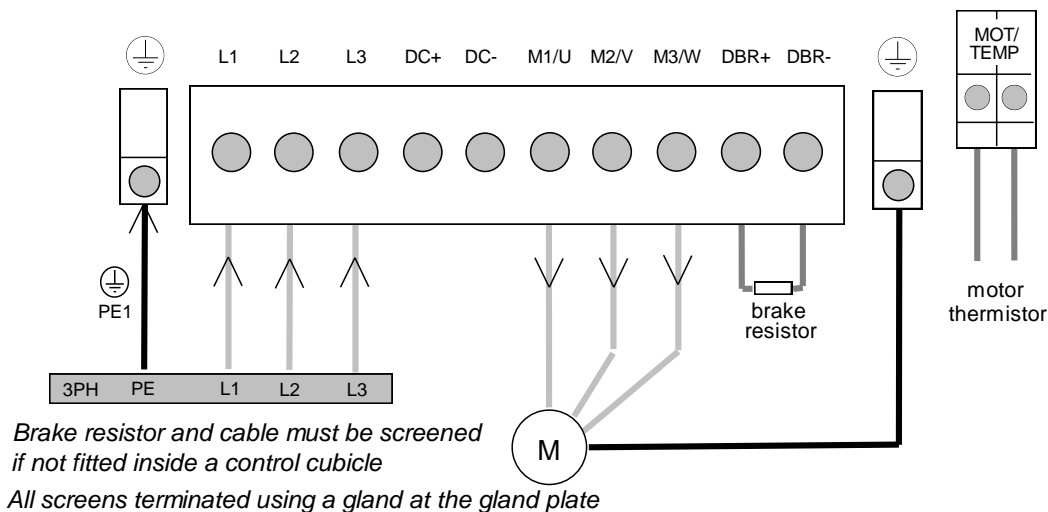 MOT/
TEMP
L1 L2 L3 DC+ DC- M1/U M2/V M3/W DBR+ DBR-
PE1
brake
resistor
motor
thermistor
3PH PE L1 L2 L3
M
Brake resistor and cable must be screened
if not fitted inside a control cubicle
All screens terminated using a gland at the gland plate